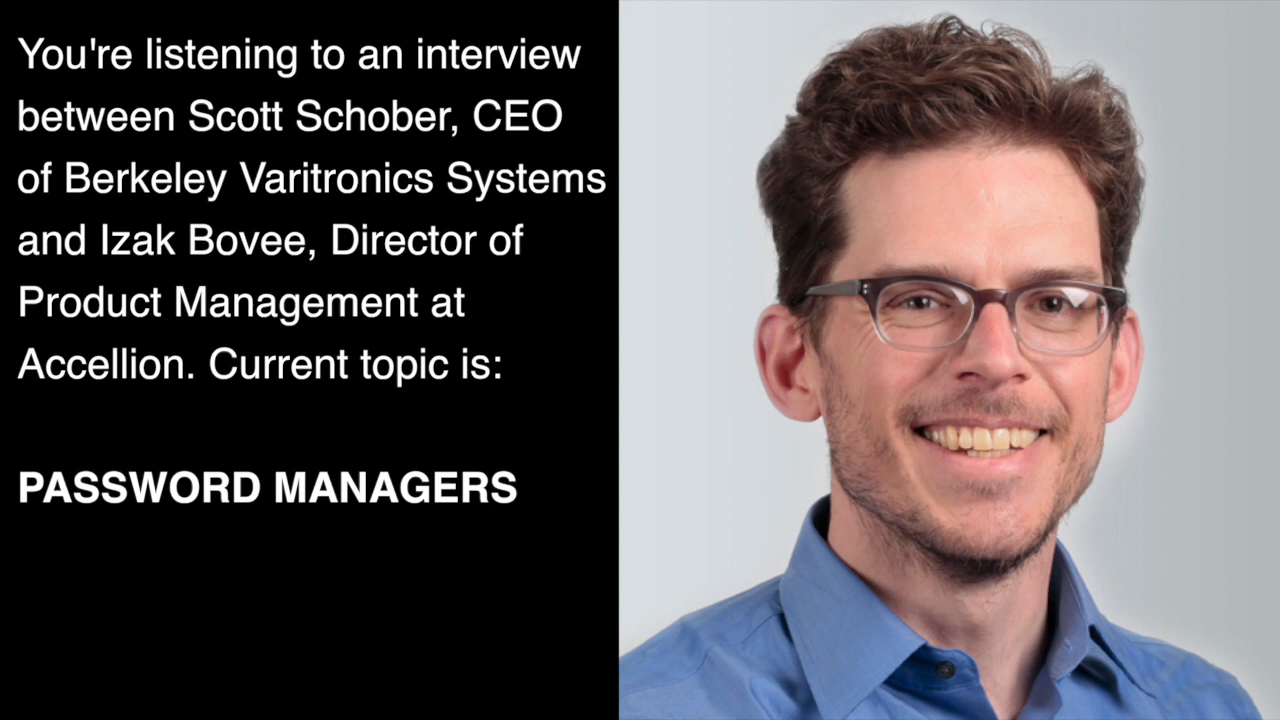 You're listening to an interview
between Scott Schober, CEO
of Berkeley Varitronics Systems
and Izak Bovee, Director of
Product Management at
Accellion. Current topic is:
PASSWORD MANAGERS